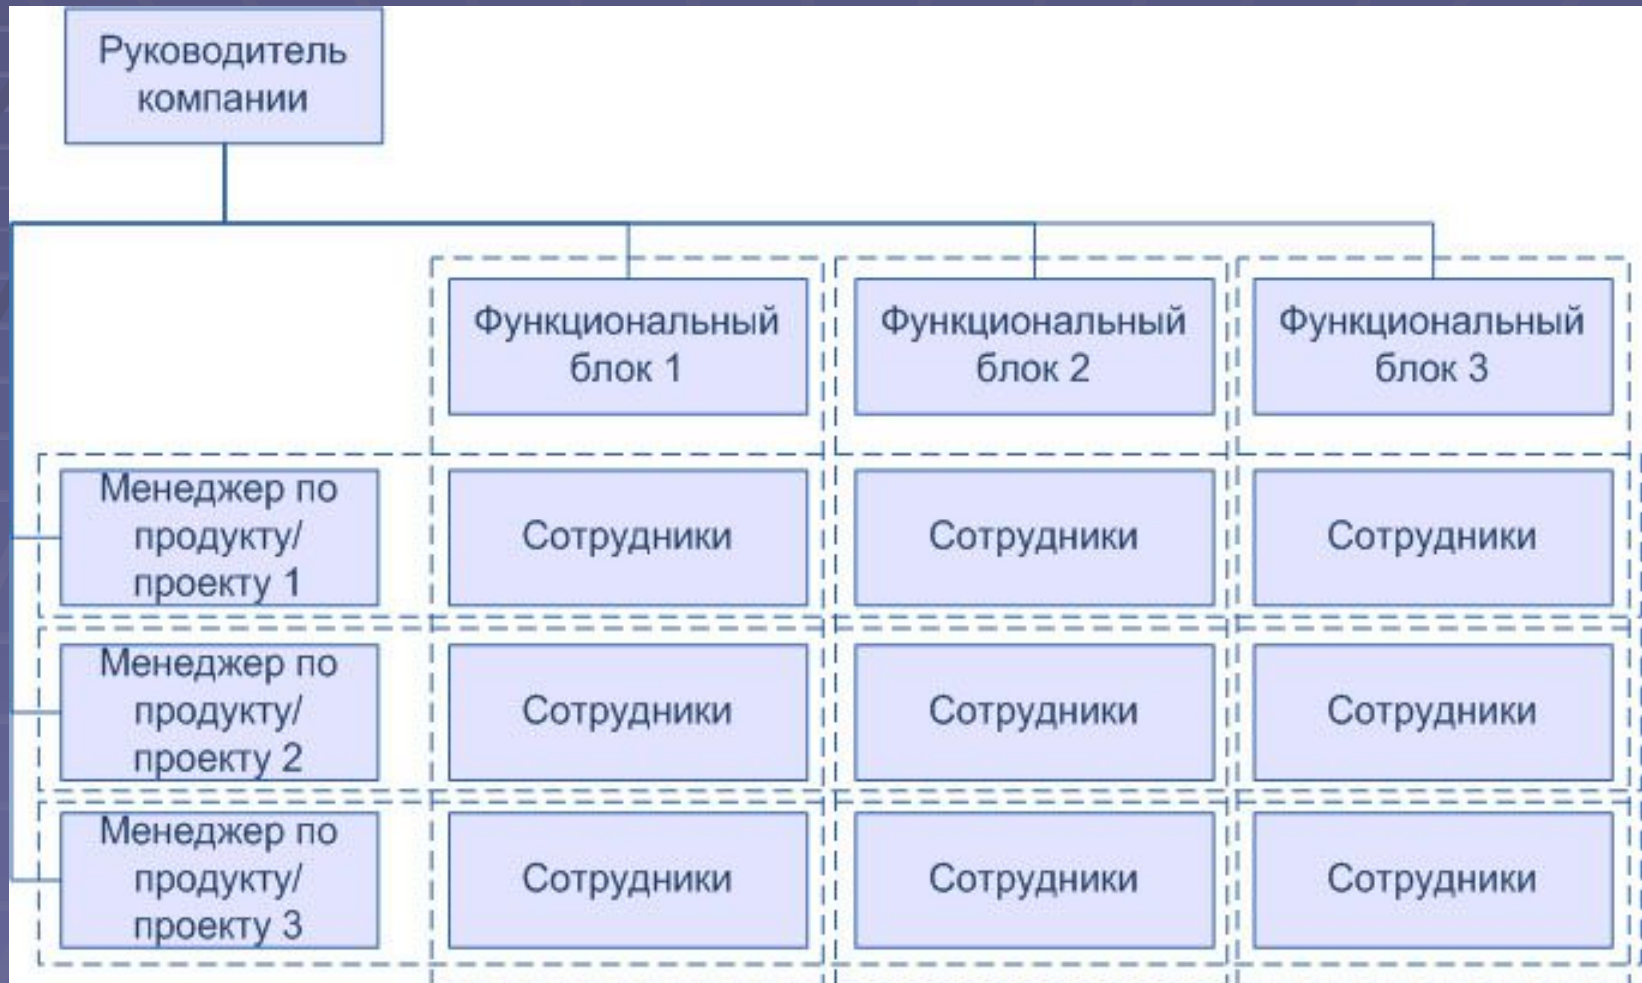 Руководитель
компании
Функциональный
блок 1
Функциональный
блок 2
Функциональный
блок 3
Менеджер по
продукту/
проекту 1
Сотрудники
Сотрудники
Сотрудники
Менеджер по
продукту/
проекту 2
Сотрудники
Сотрудники
Сотрудники
Менеджер по
продукту/
проекту 3
Сотрудники
Сотрудники
Сотрудники